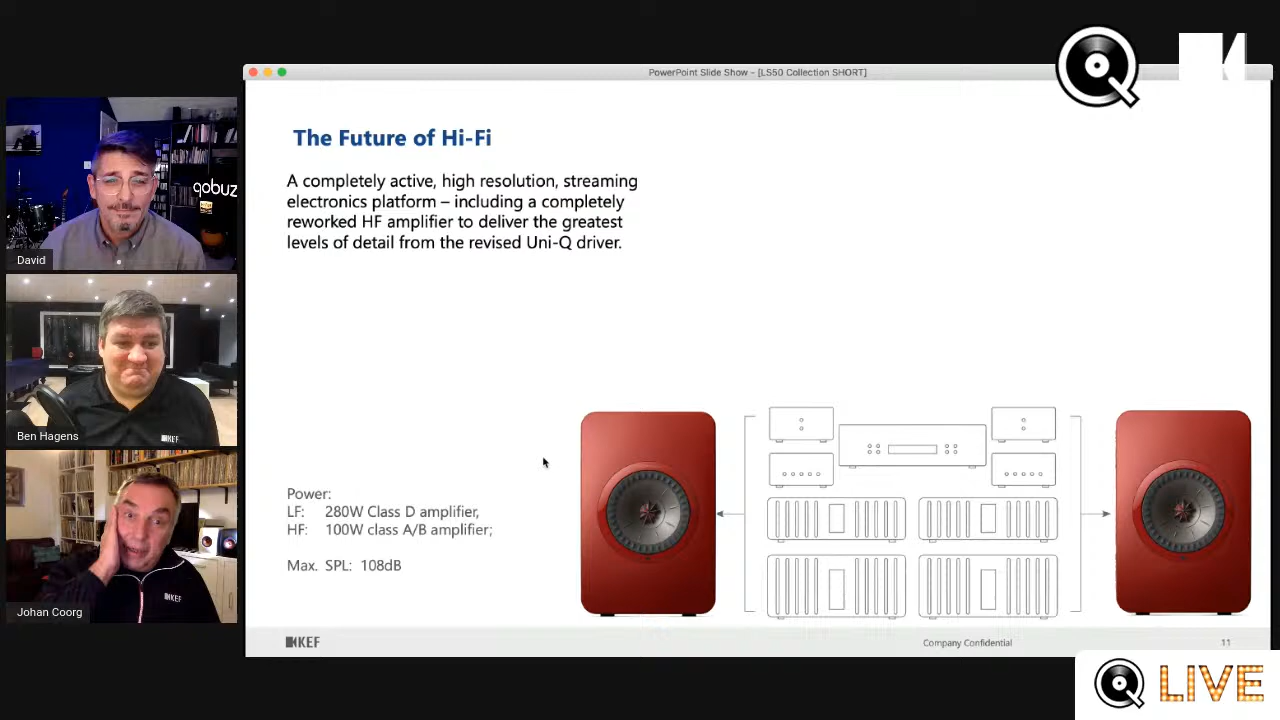 PowerPoint Slide Show - [LS50 Collection SHORT]
The Future of Hi-Fi
A completely active, high resolution, streaming
electronics platform – including a completely
reworked HF amplifier to deliver the greatest
levels of detail from the revised Uni-Q driver.
qobuz
David
KEF
Ben Hagens
Power:
LF: 280W Class D amplifier,
HF: 100W class A/B amplifier;
Max. SPL: 108dB
KEF
Johan Coorg
KEF
Company Confidential
11
LIVE